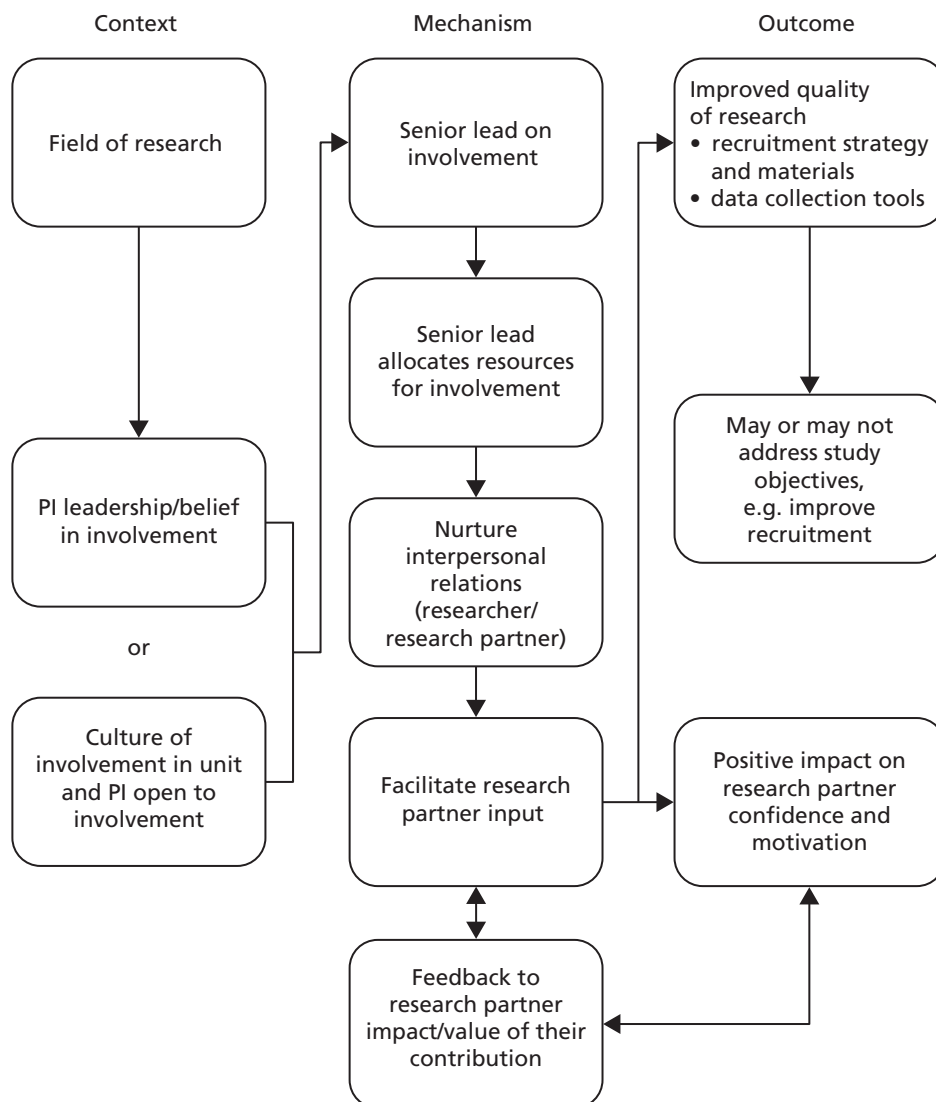 Context
Mechanism
Outcome
Field of research
PI leadership/belief
in involvement
or
Culture of
involvement in unit
and PI open to
involvement
Senior lead on
involvement
Senior lead
allocates resources
for involvement
Nurture
interpersonal
relations
(researcher/
research partner)
Facilitate research
partner input
Feedback to
research partner
impact/value of their
contribution
Improved quality
of research
• recruitment strategy
and materials
• data collection tools
May or may not
address study
objectives,
e.g. improve
recruitment
Positive impact on
research partner
confidence and
motivation